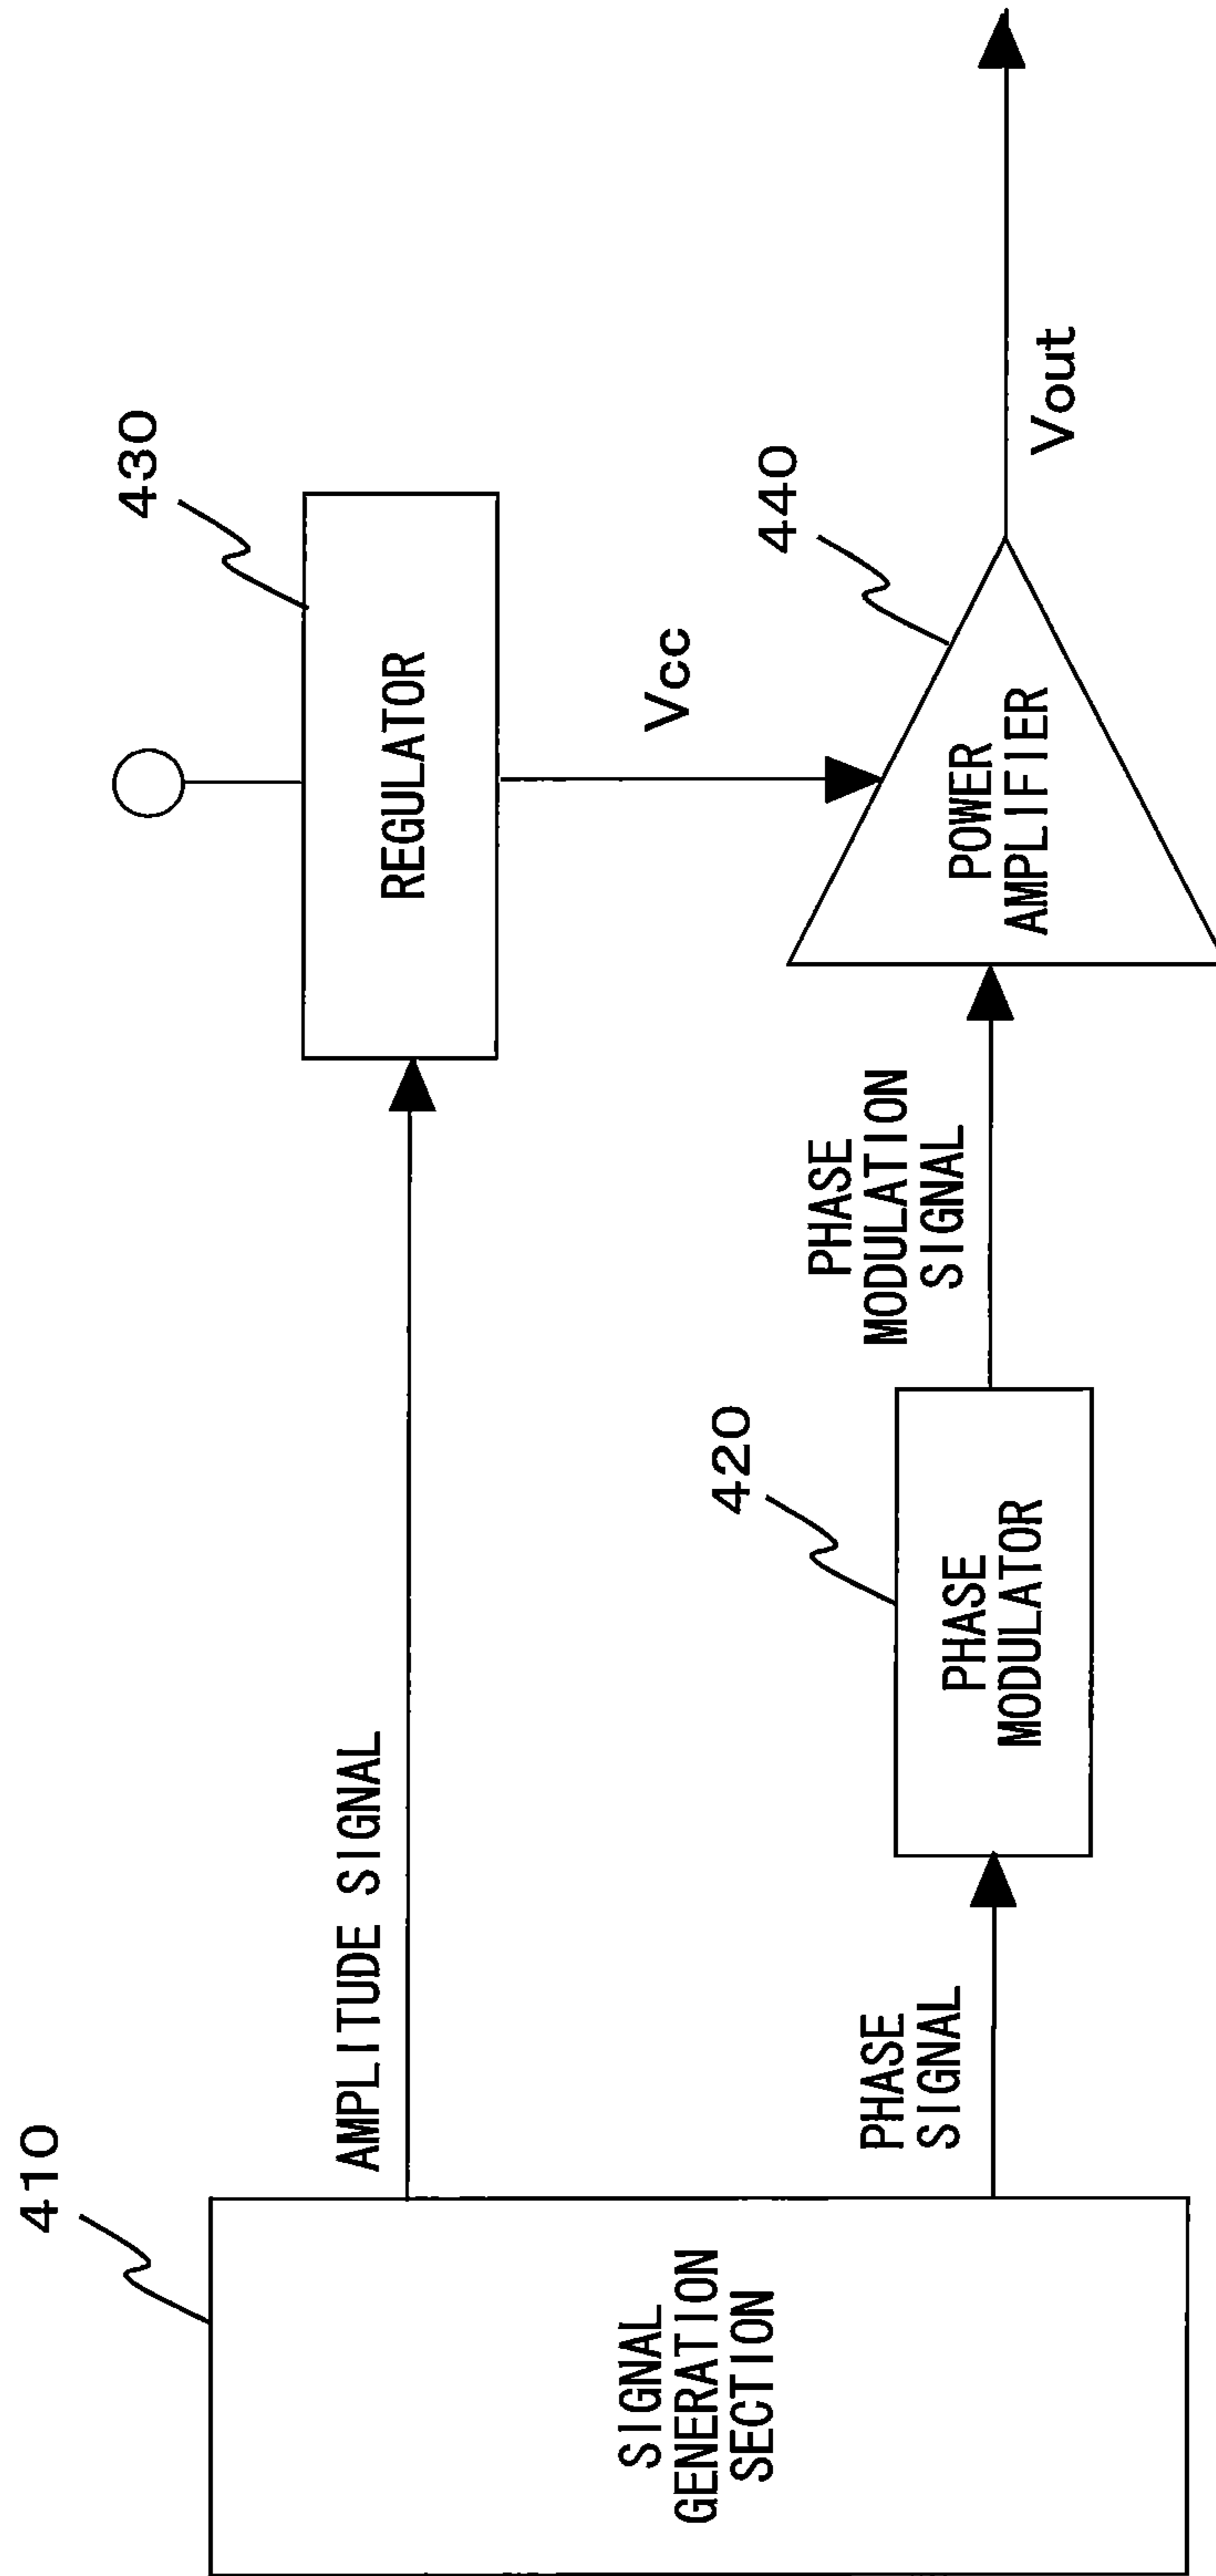 410
SIGNAL
GENERATION
SECTION
AMPLITUDE SIGNAL
PHASE
SIGNAL
420
PHASE
MODULATOR
PHASE
MODULATION
SIGNAL
430
REGULATOR
Vcc
440
POWER
AMPLIFIER
Vout